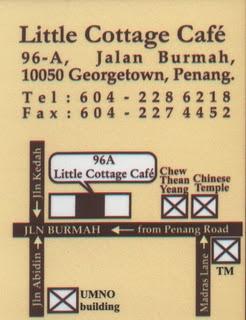 Little Cottage Café
96-A, Jalan Burmah,
10050 Georgetown, Penang.
Tel: 604 - 228 6218
Fax: 604 - 227 4452
Jln Kedah
96A
Little Cottage Café
Chew
Thean
Yeang
Chinese
Temple
JLN BURMAH
from Penang Road
Jln Abidin
UMNO
building
Madras Lane
TM